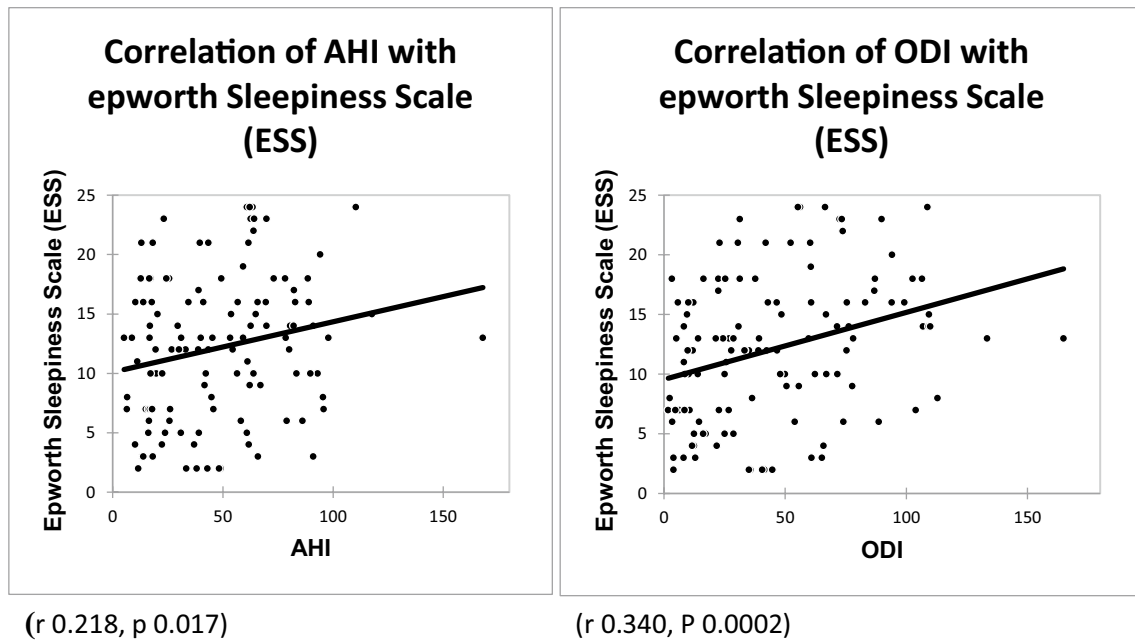 Correlation of AHI with
epworth Sleepiness Scale
(ESS)
Epworth Sleepiness Scale (ESS)
25
20
15
10
5
0
0 50 100 150
AHI
(r 0.218, p 0.017)
Correlation of ODI with
epworth Sleepiness Scale
(ESS)
Epworth Sleepiness Scale (ESS)
25
20
15
10
5
0
0 50 100 150
ODI
(r 0.340, P 0.0002)